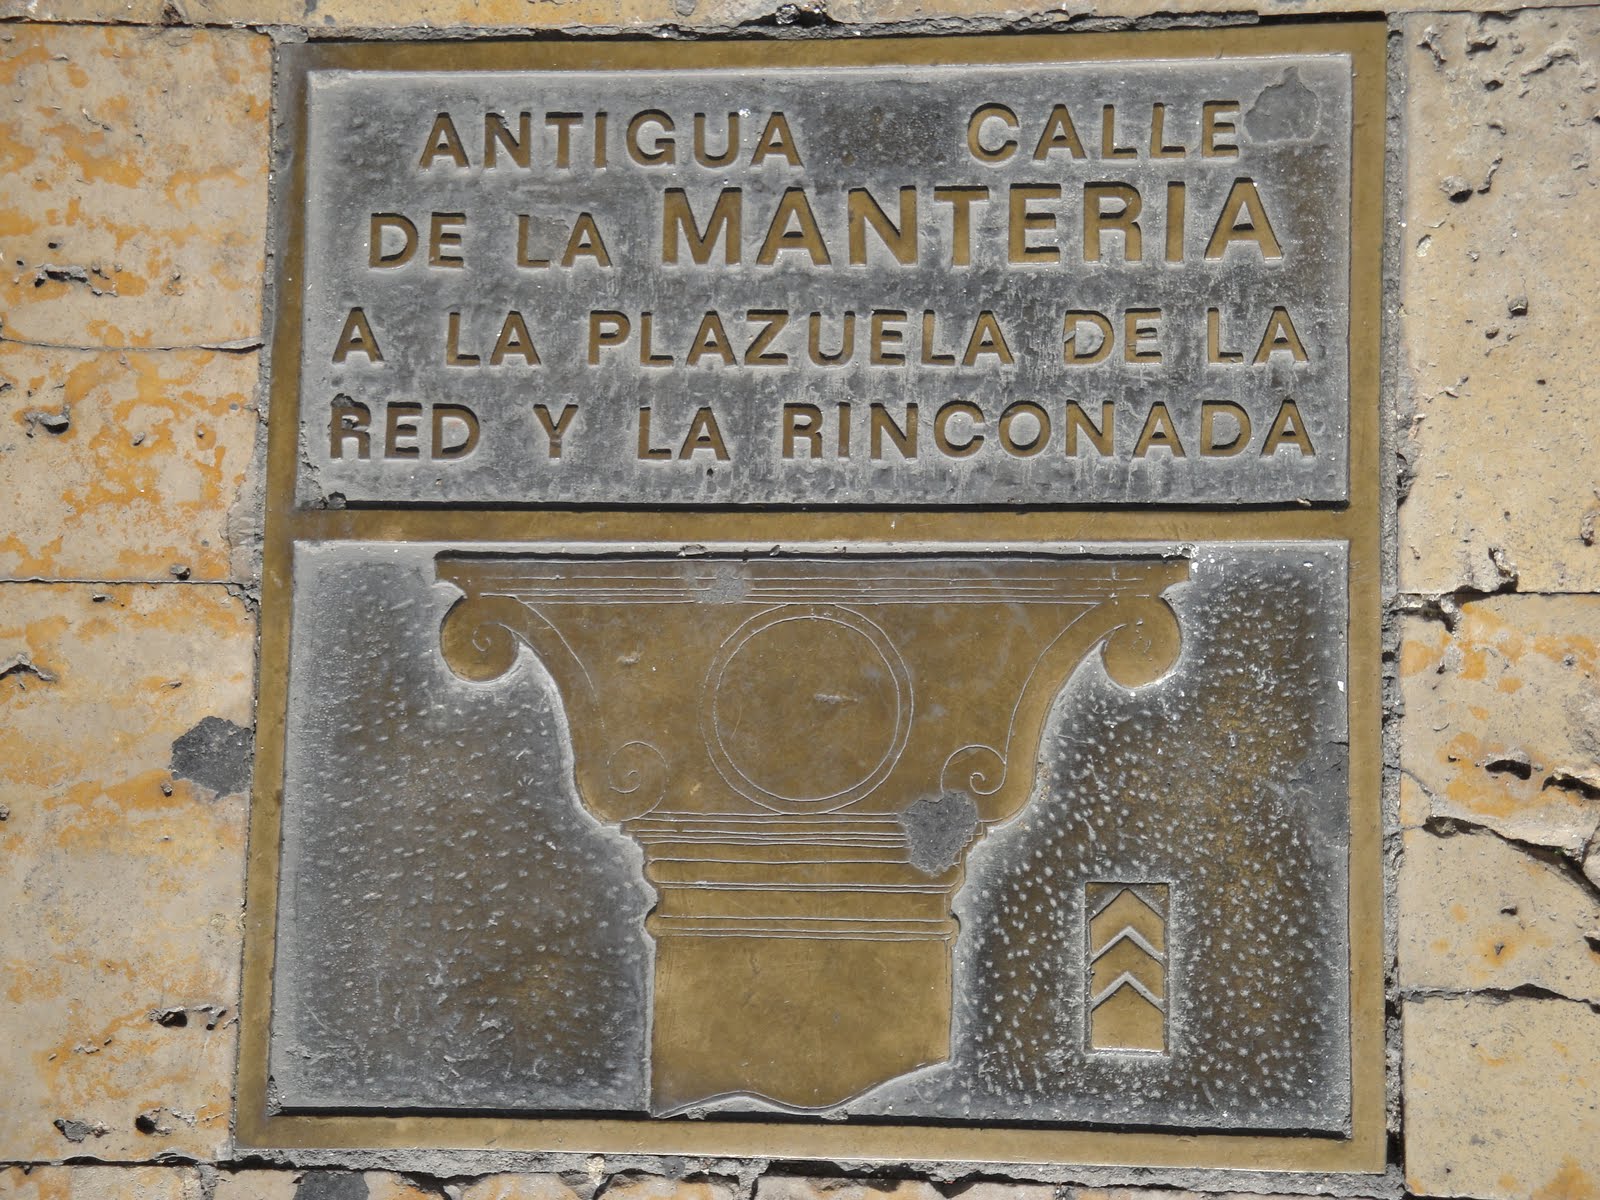 ANTIGUA CALLE
DE LA MANTERIA
A LA PLAZUELA DE LA
RED Y LA RINCONADA